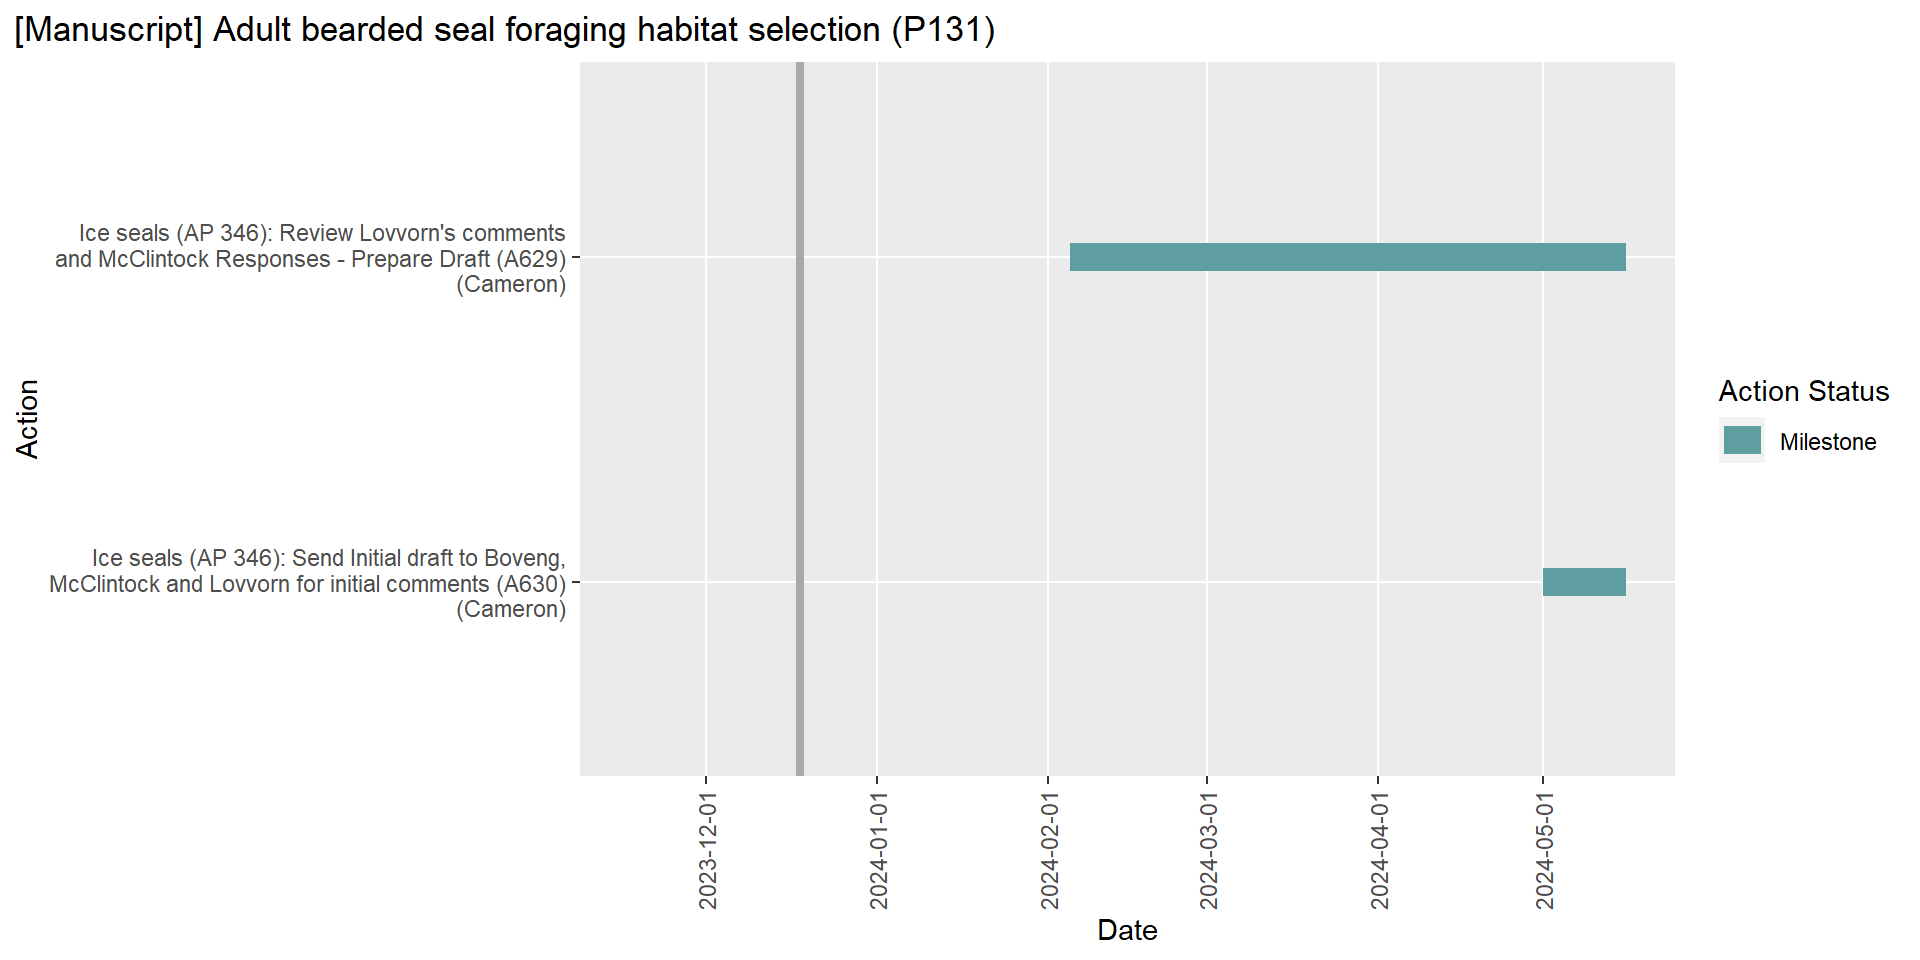 [Manuscript] Adult bearded seal foraging habitat selection (P131)
Ice seals (AP 346): Review Lovvorn's comments
and McClintock Responses - Prepare Draft (A629)
(Cameron)
Action
Ice seals (AP 346): Send Initial draft to Boveng,
McClintock and Lovvorn for initial comments (A630)
(Cameron)
Action Status
Milestone
2023-12-01
2024-01-01
2024-02-01
2024-03-01
2024-04-01
2024-05-01
Date